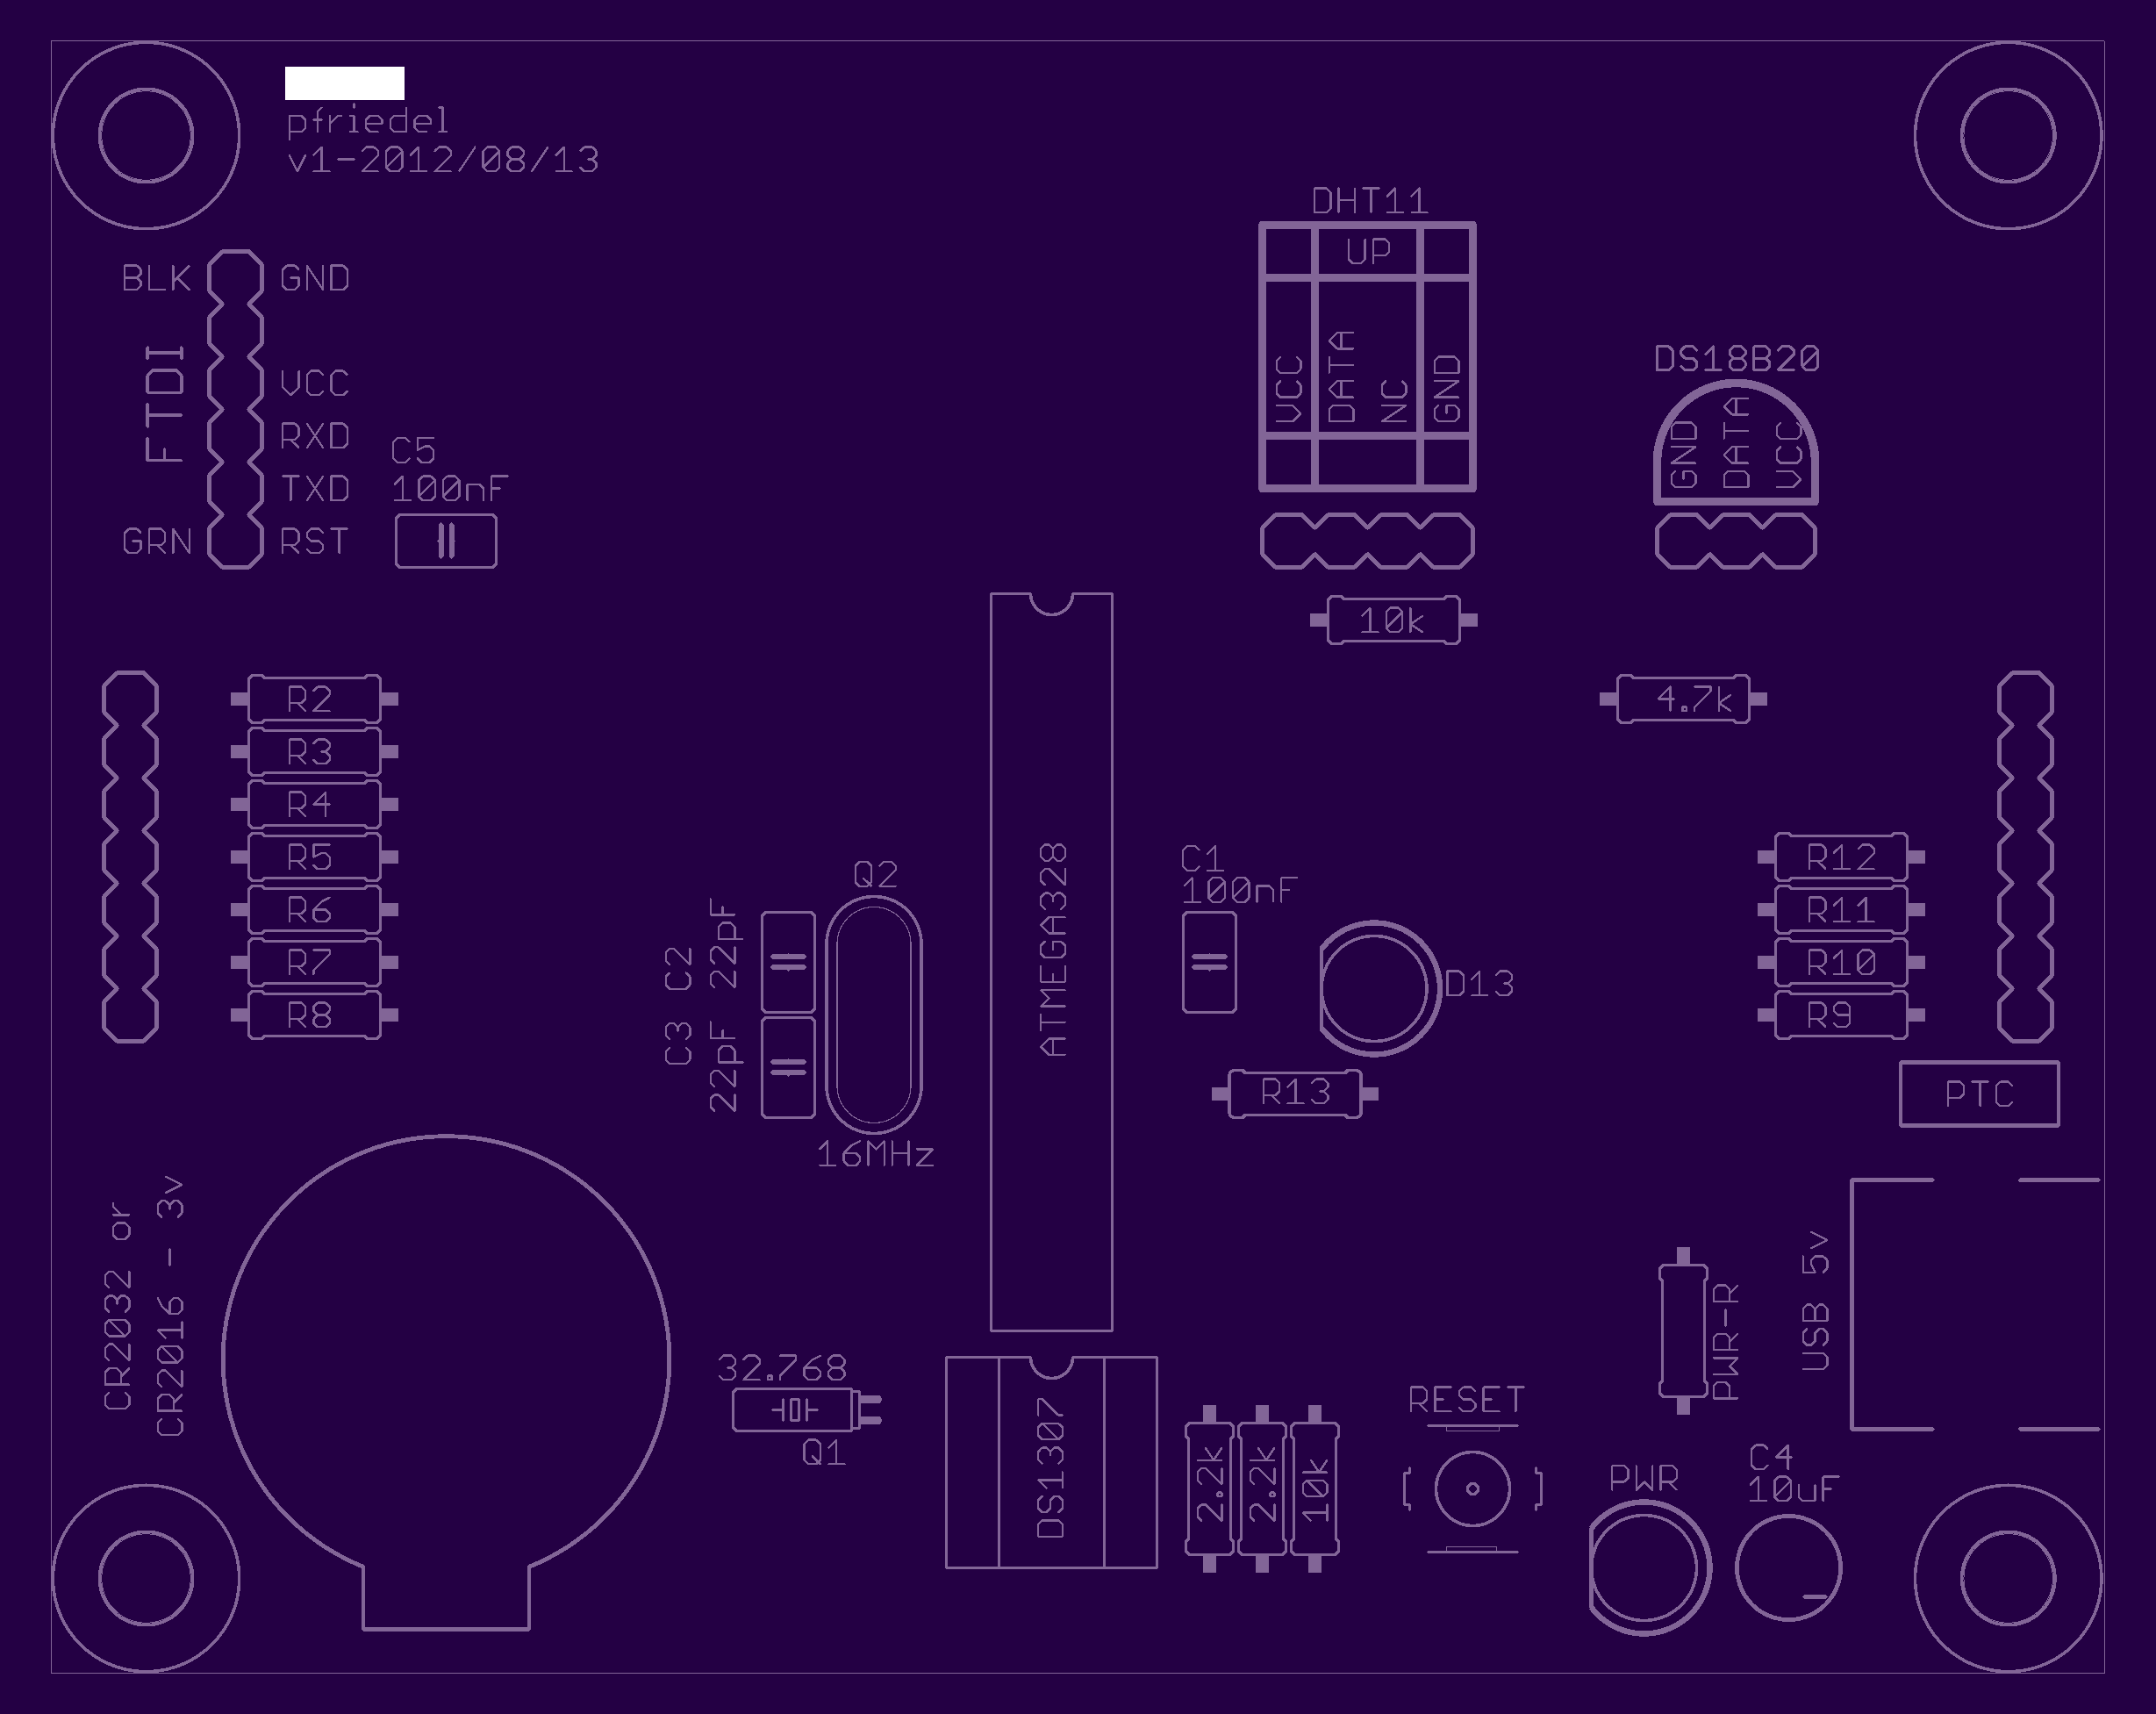 pfriedel
v1-2012/08/13
DHT11
UP
VCC
DATA
NC
GND
DS18B20
GND
DATA
VCC
BLK
GND
FTDI
VCC
RXD
TXD
GRN
RST
C5
100nF
10k
4.7k
R2
R3
R4
R5
R6
R7
R8
Q2
C2
22pF
C3
22pF
16MHz
ATMEGA328
C1
100nF
D13
R13
R12
R11
R10
R9
PTC
CR2032 or
CR2016 - 3v
32.768
Q1
DS1307
2.2k
2.2k
10k
RESET
PWR-R
USB 5v
PWR
C4
10uF